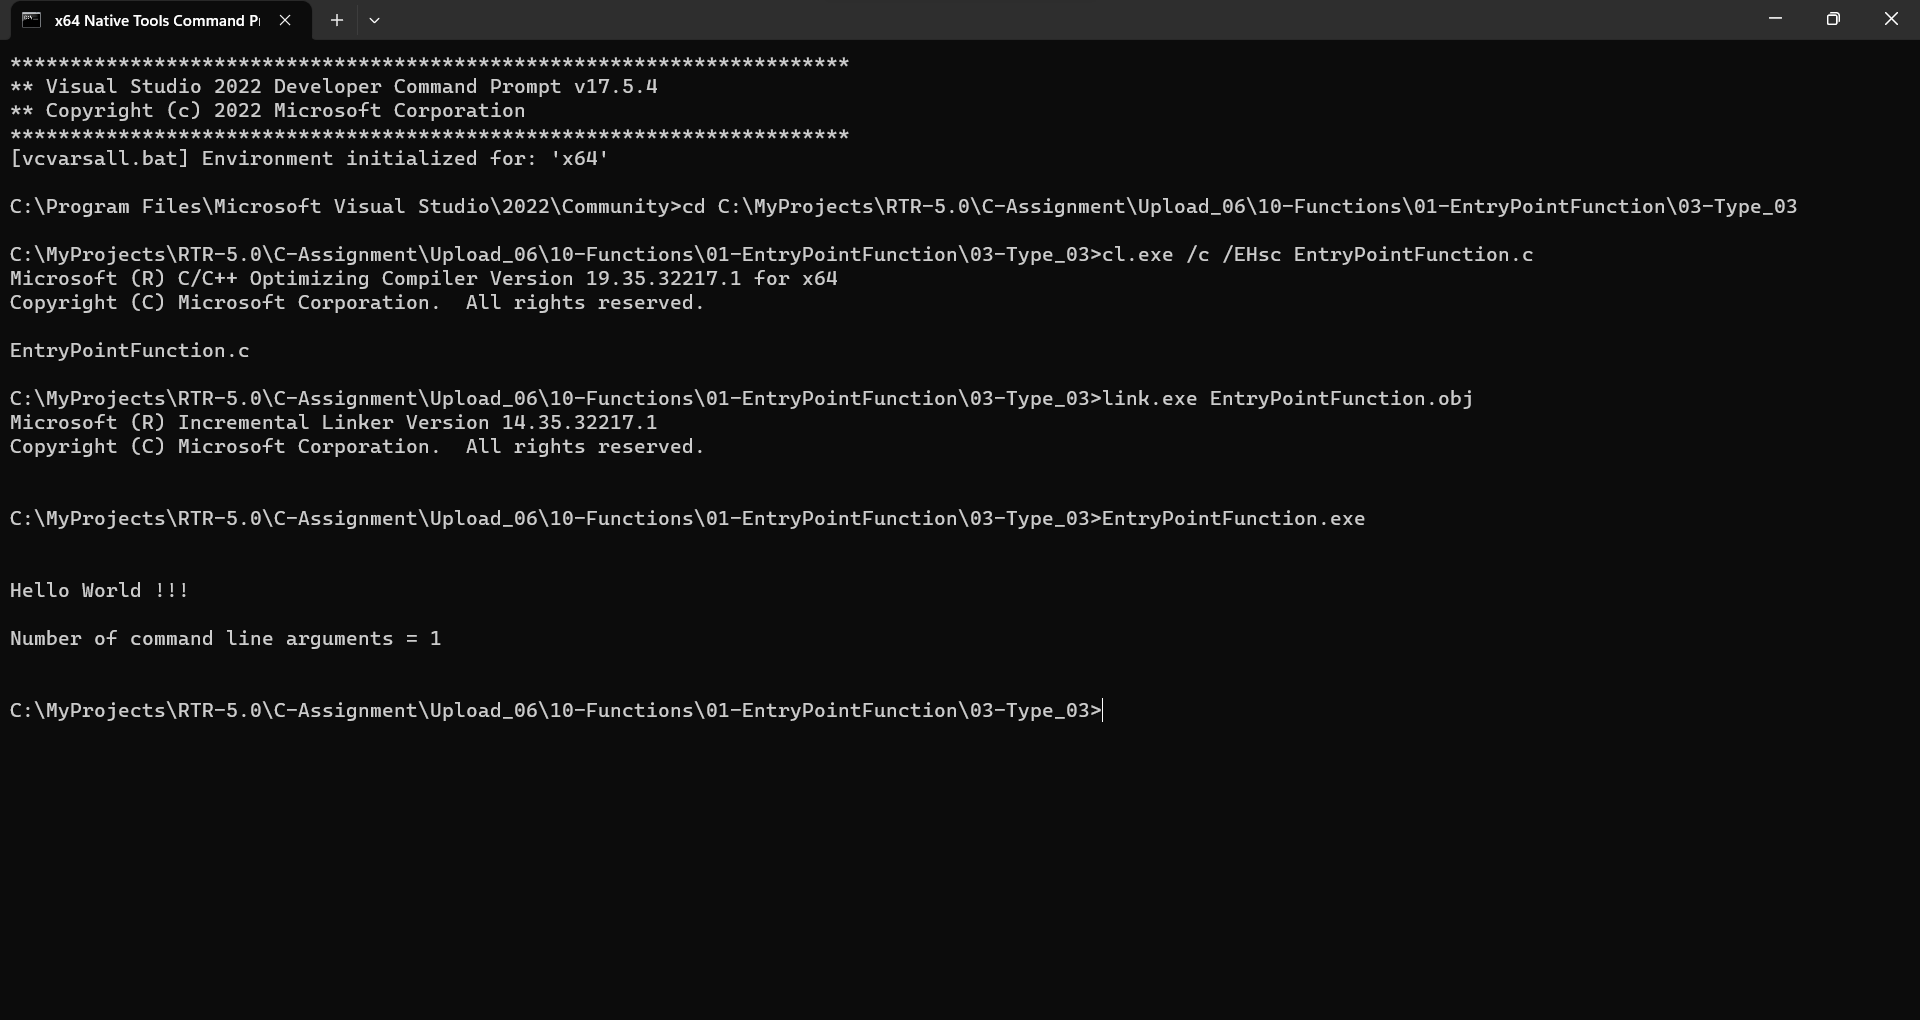 x64 Native Tools Command P
**********************************************************************
** Visual Studio 2022 Developer Command Prompt v17.5.4
** Copyright (c) 2022 Microsoft Corporation
**********************************************************************
[vcvarsall.bat] Environment initialized for: 'x64'
C:\Program Files\Microsoft Visual Studio\2022\Community>cd C:\MyProjects\RTR-5.0\C-Assignment\Upload_06\10-Functions\01-EntryPointFunction\03-Type_03
C:\MyProjects\RTR-5.0\C-Assignment\Upload_06\10-Functions\01-EntryPointFunction\03-Type_03>cl.exe /c /EHsc EntryPointFunction.c
Microsoft (R) C/C++ Optimizing Compiler Version 19.35.32217.1 for x64
Copyright (C) Microsoft Corporation.  All rights reserved.
EntryPointFunction.c
C:\MyProjects\RTR-5.0\C-Assignment\Upload_06\10-Functions\01-EntryPointFunction\03-Type_03>link.exe EntryPointFunction.obj
Microsoft (R) Incremental Linker Version 14.35.32217.1
Copyright (C) Microsoft Corporation.  All rights reserved.
C:\MyProjects\RTR-5.0\C-Assignment\Upload_06\10-Functions\01-EntryPointFunction\03-Type_03>EntryPointFunction.exe
Hello World !!!
Number of command line arguments = 1
C:\MyProjects\RTR-5.0\C-Assignment\Upload_06\10-Functions\01-EntryPointFunction\03-Type_03>